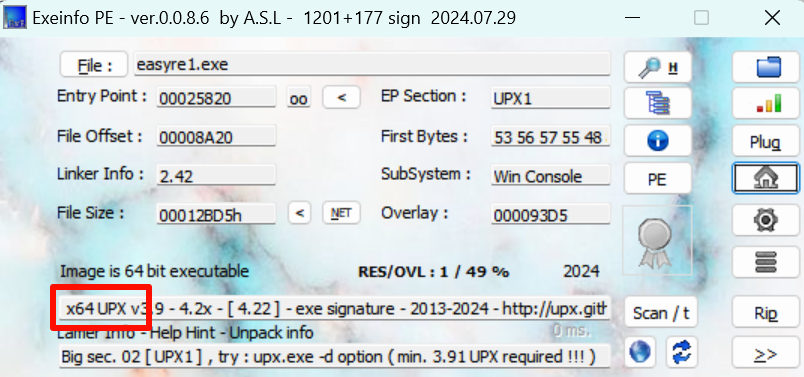 Exeinfo PE - ver.0.0.8.6 by A.S.L - 1201+177 sign 2024.07.29
File : easyre1.exe H
Entry Point : 00025820 oo < EP Section : UPX1
File Offset : 00008A20 First Bytes : 53 56 57 55 48 Plug
Linker Info : 2.42 SubSystem : Win Console PE
File Size : 00012BD5h < NET Overlay : 000093D5
Image is 64 bit executable RES/OVL : 1 / 49 % 2024
x64 UPX v3.9 - 4.2x - [ 4.22 ] - exe signature - 2013-2024 - http://upx.gith Scan / t Rip
Lamer Info - Help Hint - Unpack info 0 ms.
Big sec. 02 [ UPX1 ] , try : upx.exe -d option ( min. 3.91 UPX required !!! ) >>